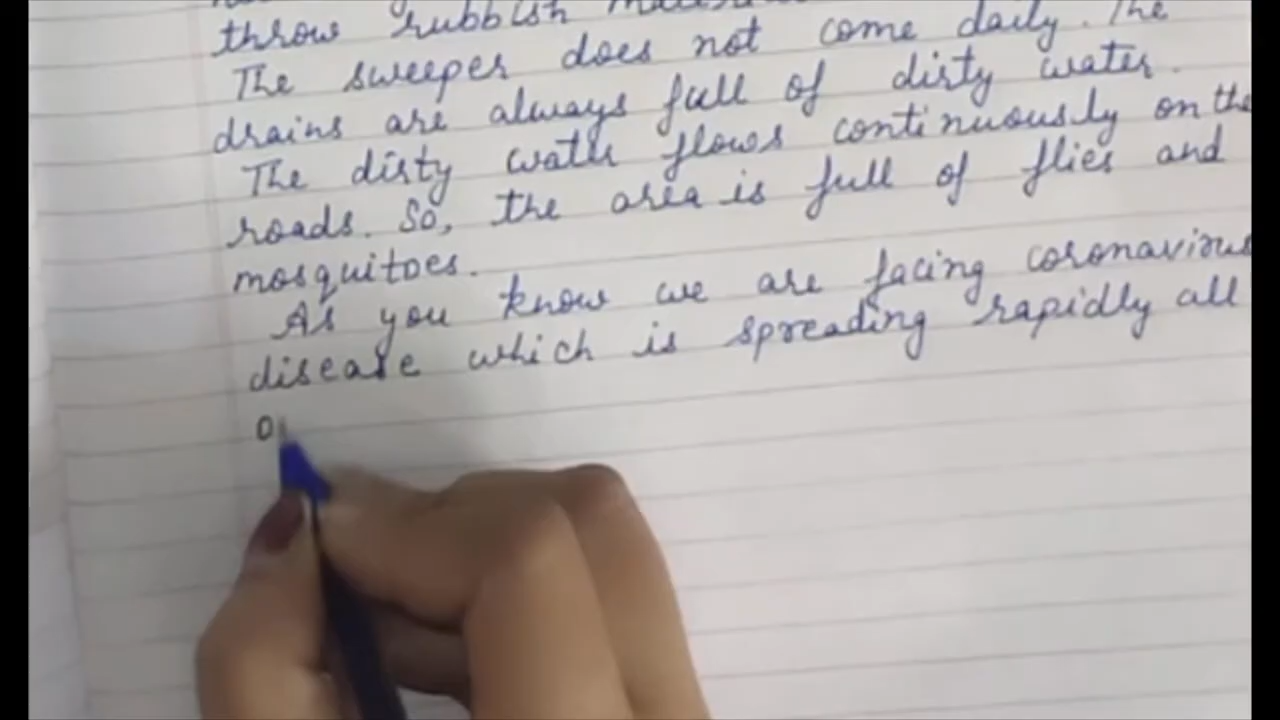 throw rubbish
The sweeper does not come daily. The
drains are always full of dirty water.
The dirty water flows continuously on the
roads. So, the area is full of flies and
mosquitoes.
As you know we are facing coronavirus
disease which is spreading rapidly all